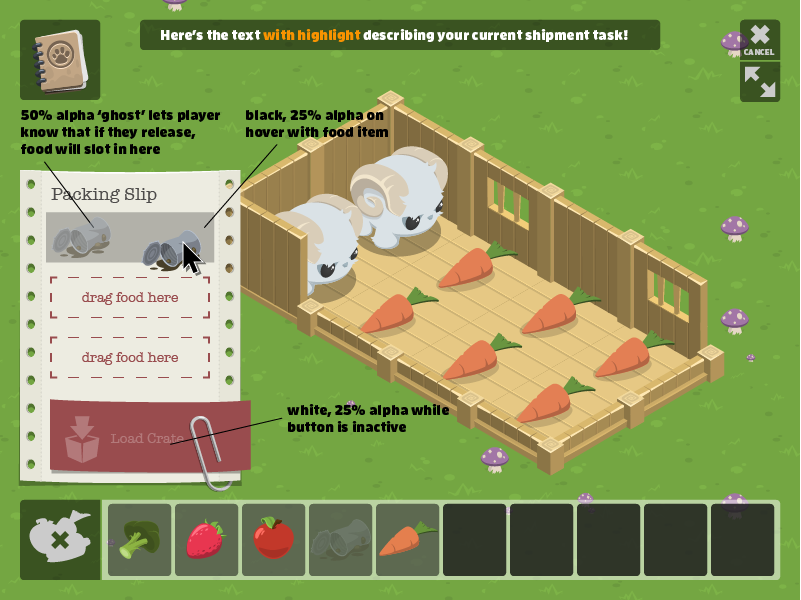 Here's the text with highlight describing your current shipment task!
CANCEL
50% alpha ‘ghost’ lets player
know that if they release,
food will slot in here
black, 25% alpha on
hover with food item
Packing Slip
drag food here
drag food here
Load Crate
white, 25% alpha while
button is inactive